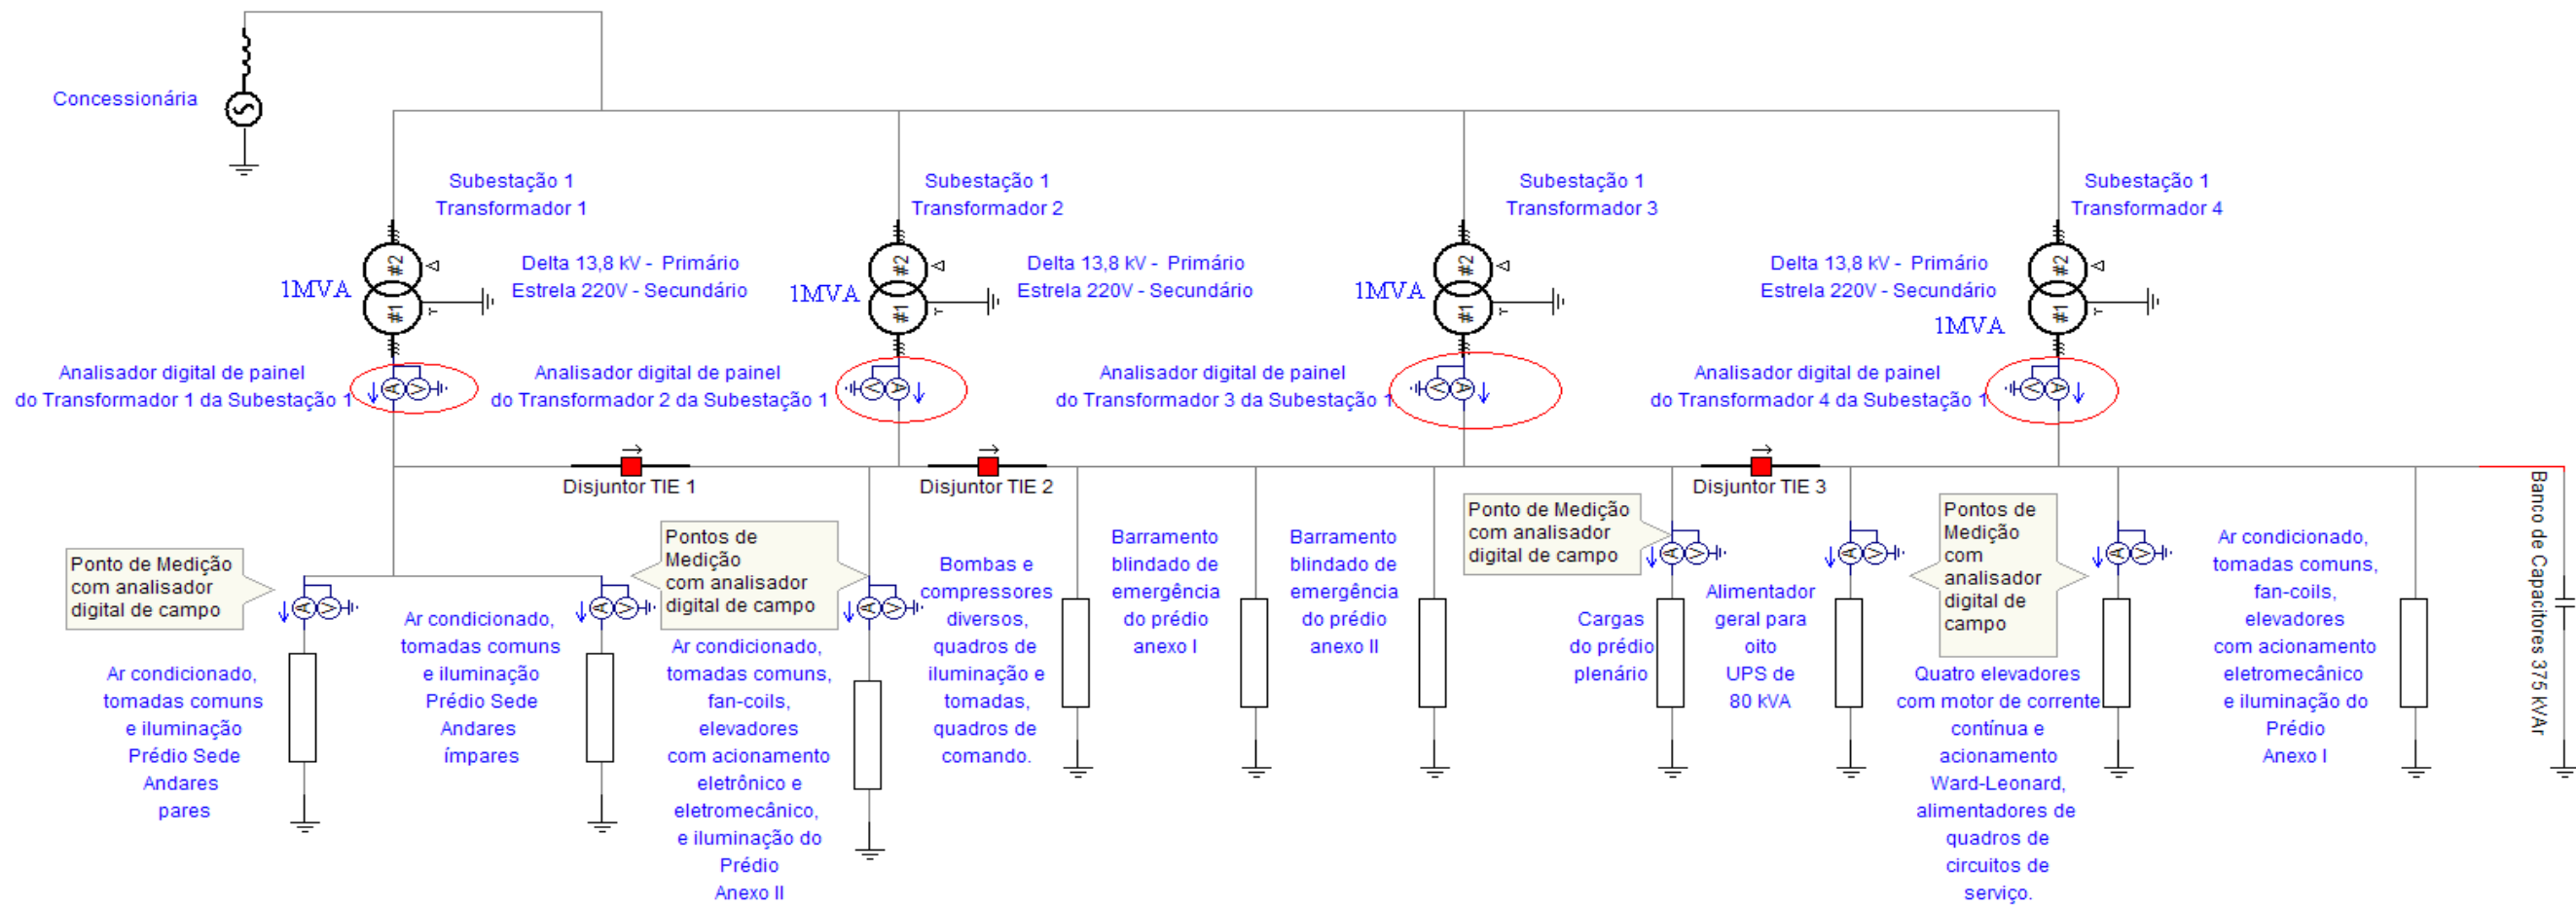 Concessionária
Subestação 1
Transformador 1
Subestação 1
Transformador 2
Subestação 1
Transformador 3
Subestação 1
Transformador 4
#2
#1
1MVA
Delta 13,8 kV - Primário
Estrela 220V - Secundário
#2
#1
1MVA
Delta 13,8 kV - Primário
Estrela 220V - Secundário
#2
#1
1MVA
Delta 13,8 kV - Primário
Estrela 220V - Secundário
#2
#1
1MVA
Analisador digital de painel
do Transformador 1 da Subestação 1
A V
Analisador digital de painel
do Transformador 2 da Subestação 1
V A
Analisador digital de painel
do Transformador 3 da Subestação 1
V A
Analisador digital de painel
do Transformador 4 da Subestação 1
V A
Disjuntor TIE 1
Disjuntor TIE 2
Disjuntor TIE 3
Ponto de Medição
com analisador
digital de campo
A V
Ar condicionado,
tomadas comuns
e iluminação
Prédio Sede
Andares
pares
A V
Ar condicionado,
tomadas comuns
e iluminação
Prédio Sede
Andares
ímpares
Pontos de
Medição
com analisador
digital de campo
A V
Ar condicionado,
tomadas comuns,
fan-coils,
elevadores
com acionamento
eletrônico e
eletromecânico,
e iluminação do
Prédio
Anexo II
Bombas e
compressores
diversos,
quadros de
iluminação e
tomadas,
quadros de
comando.
Barramento
blindado de
emergência
do prédio
anexo I
Barramento
blindado de
emergência
do prédio
anexo II
Ponto de Medição
com analisador
digital de campo
A V
Cargas
do prédio
plenário
A V
Alimentador
geral para
oito
UPS de
80 kVA
Pontos de
Medição
com
analisador
digital de
campo
A V
Quatro elevadores
com motor de corrente
contínua e
acionamento
Ward-Leonard,
alimentadores de
quadros de
circuitos de
serviço.
Ar condicionado,
tomadas comuns,
fan-coils,
elevadores
com acionamento
eletromecânico
e iluminação do
Prédio
Anexo I
Banco de Capacitores 375 kVAr